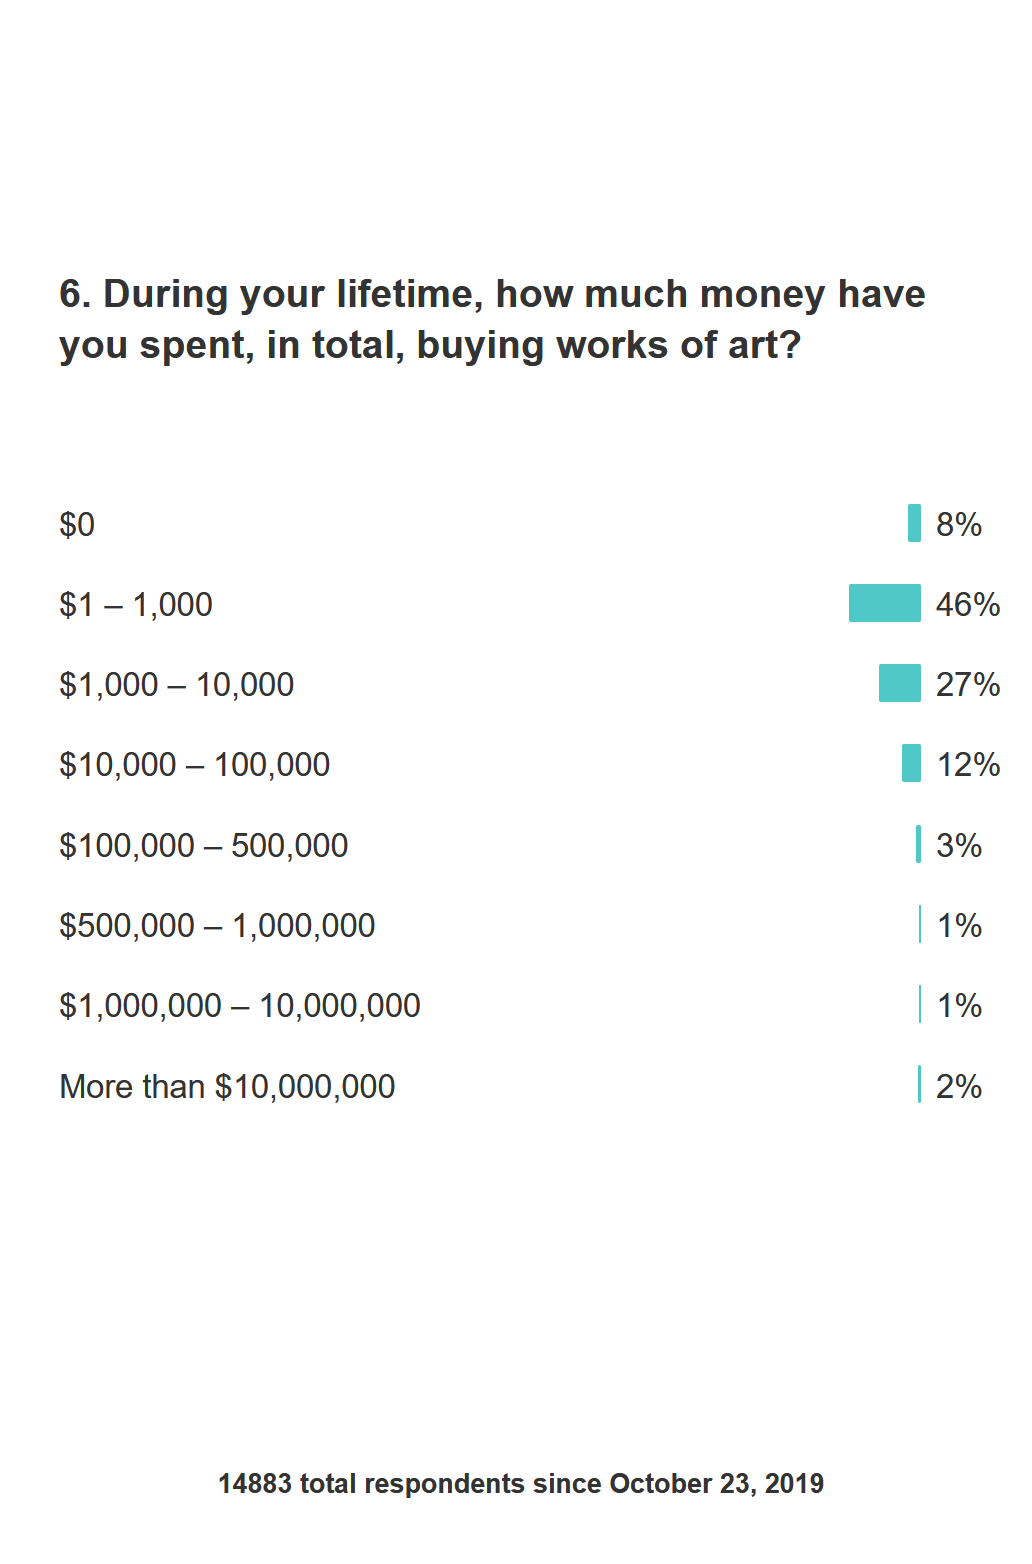 6. During your lifetime, how much money have
you spent, in total, buying works of art?
$0 8%
$1 – 1,000 46%
$1,000 – 10,000 27%
$10,000 – 100,000 12%
$100,000 – 500,000 3%
$500,000 – 1,000,000 1%
$1,000,000 – 10,000,000 1%
More than $10,000,000 2%
14883 total respondents since October 23, 2019